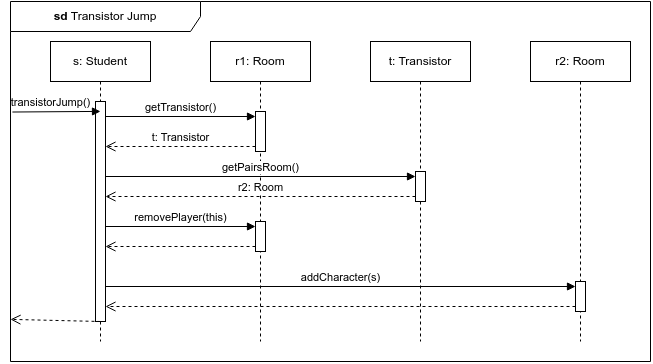 sd Transistor Jump
s: Student
r1: Room
t: Transistor
r2: Room
transistorJump()
getTransistor()
t: Transistor
getPairsRoom()
r2: Room
removePlayer(this)
addCharacter(s)